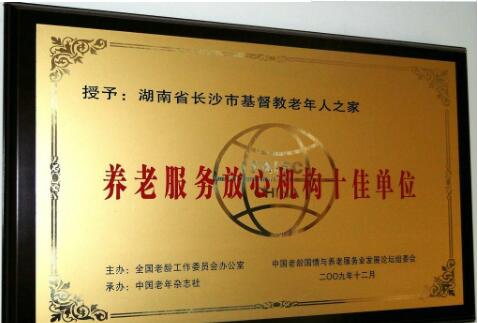 授予：湖南省长沙市基督教老年人之家
养老服务放心机构十佳单位
主办：全国老龄工作委员会办公室
承办：中国老年杂志社
中国老龄国情与养老服务业发展论坛组委会
二〇〇九年十二月